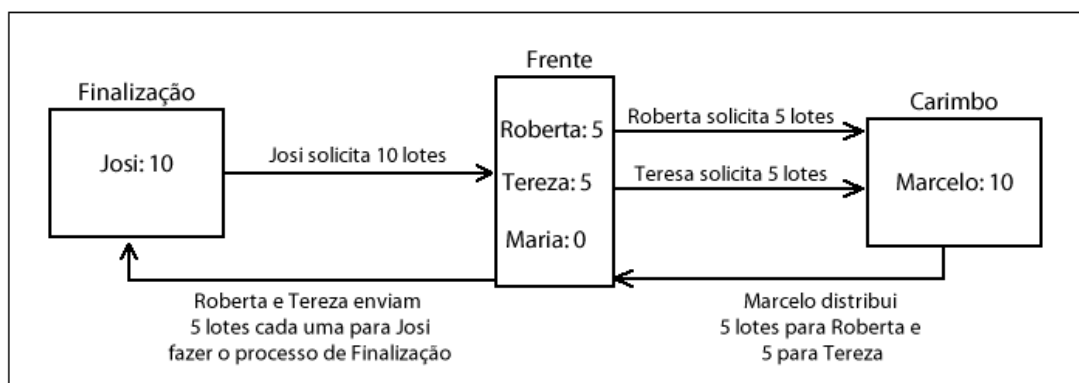 Finalização
Josi: 10
Josi solicita 10 lotes
Frente
Roberta: 5
Tereza: 5
Maria: 0
Roberta solicita 5 lotes
Teresa solicita 5 lotes
Carimbo
Marcelo: 10
Roberta e Tereza enviam
5 lotes cada uma para Josi
fazer o processo de Finalização
Marcelo distribui
5 lotes para Roberta e
5 para Tereza